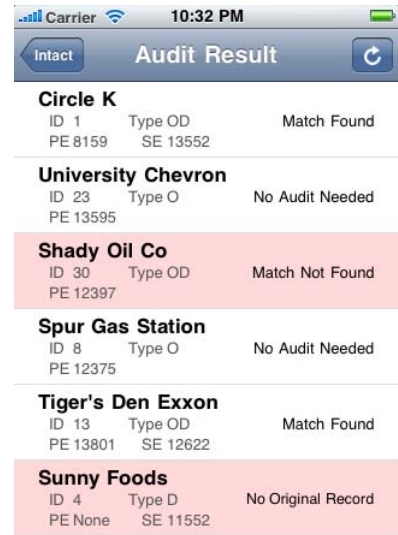 Carrier 10:32 PM
Intact Audit Result
Circle K
ID 1 Type OD Match Found
PE 8159 SE 13552
University Chevron
ID 23 Type O No Audit Needed
PE 13595
Shady Oil Co
ID 30 Type OD Match Not Found
PE 12397
Spur Gas Station
ID 8 Type O No Audit Needed
PE 12375
Tiger's Den Exxon
ID 13 Type OD Match Found
PE 13801 SE 12622
Sunny Foods
ID 4 Type D No Original Record
PE None SE 11552